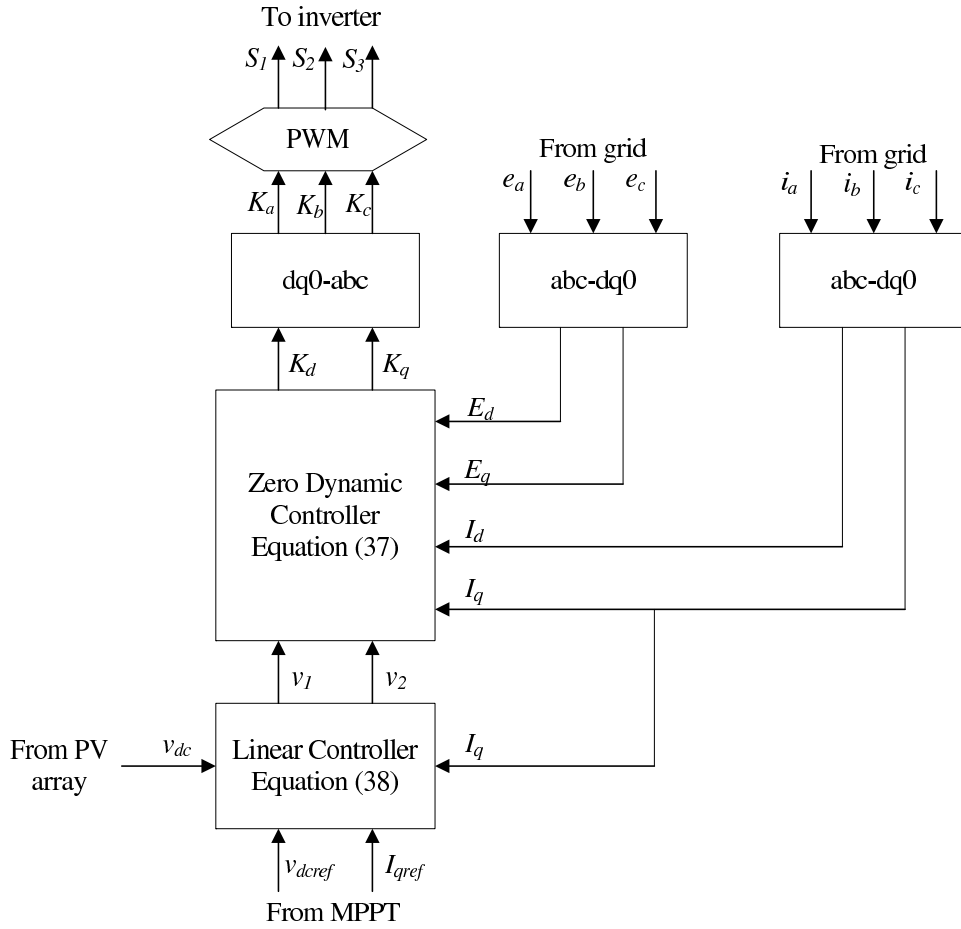 To inverter
S1 S2 S3
PWM
From grid
From grid
ea eb ec
ia ib ic
Ka Kb Kc
dq0-abc
abc-dq0
abc-dq0
Kd Kq
Ed
Eq
Zero Dynamic
Controller
Equation (37)
Id
Iq
v1 v2
From PV
array
vdc
Linear Controller
Equation (38)
Iq
vdcref Iqref
From MPPT